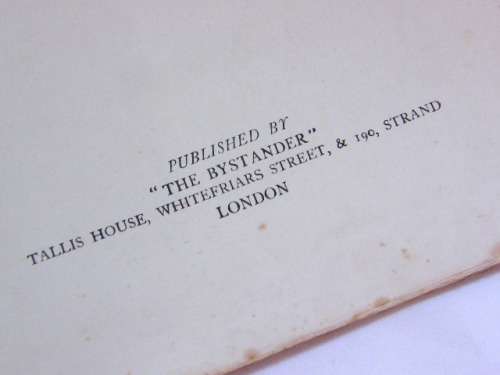 PUBLISHED BY
"THE BYSTANDER"
TALLIS HOUSE, WHITEFRIARS STREET, & 190, STRAND
LONDON